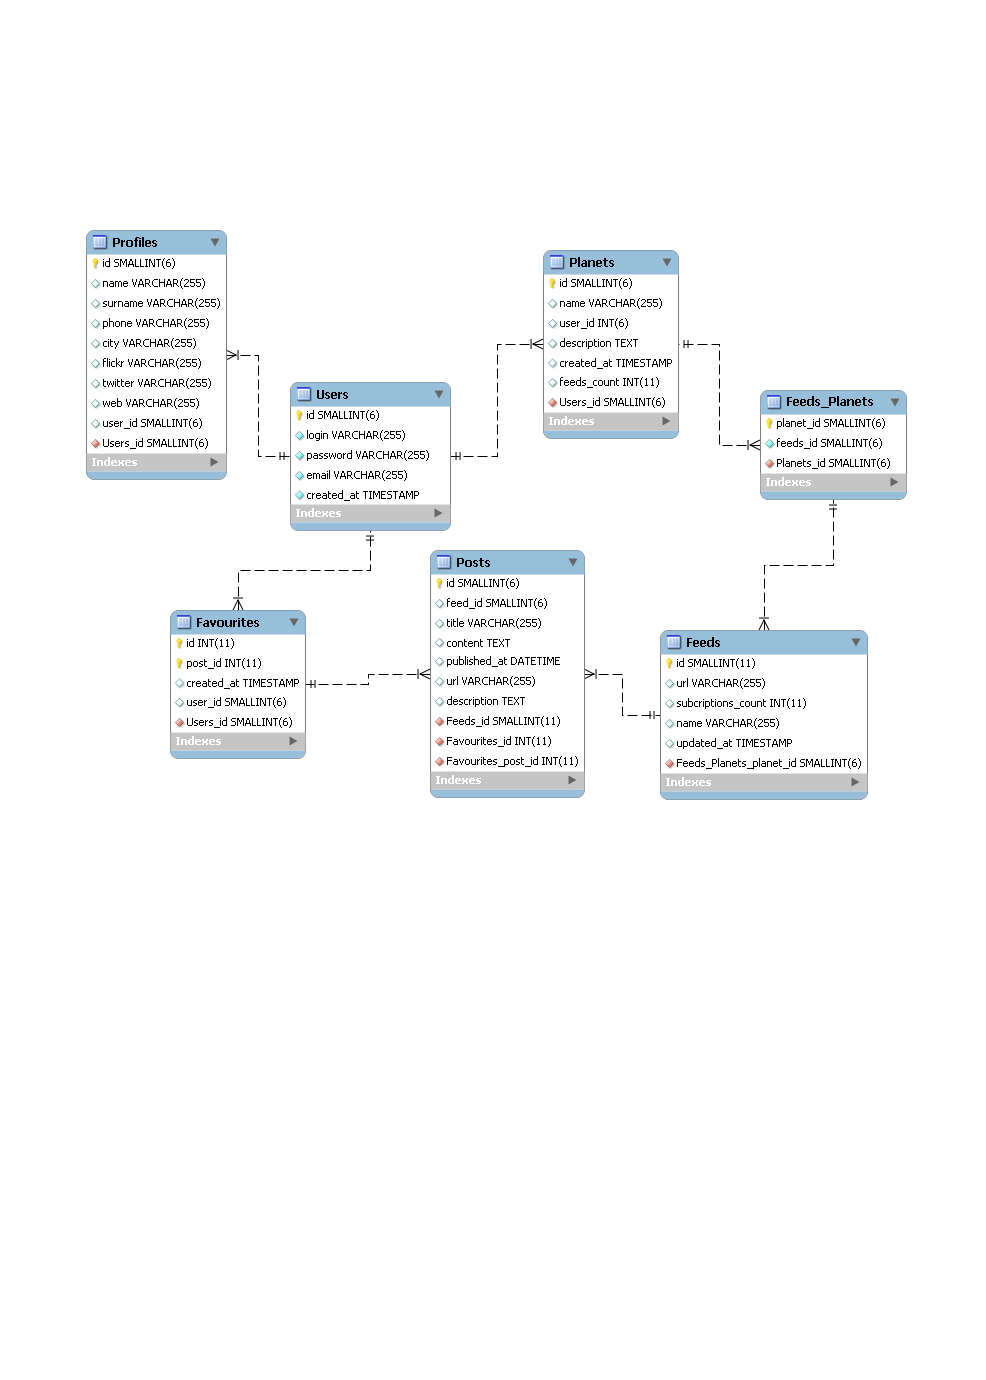 Profiles
id SMALLINT(6)
name VARCHAR(255)
surname VARCHAR(255)
phone VARCHAR(255)
city VARCHAR(255)
flickr VARCHAR(255)
twitter VARCHAR(255)
web VARCHAR(255)
user_id SMALLINT(6)
Users_id SMALLINT(6)
Indexes
Users
id SMALLINT(6)
login VARCHAR(255)
password VARCHAR(255)
email VARCHAR(255)
created_at TIMESTAMP
Indexes
Planets
id SMALLINT(6)
name VARCHAR(255)
user_id INT(6)
description TEXT
created_at TIMESTAMP
feeds_count INT(11)
Users_id SMALLINT(6)
Indexes
Feeds_Planets
planet_id SMALLINT(6)
feeds_id SMALLINT(6)
Planets_id SMALLINT(6)
Indexes
Favourites
id INT(11)
post_id INT(11)
created_at TIMESTAMP
user_id SMALLINT(6)
Users_id SMALLINT(6)
Indexes
Posts
id SMALLINT(6)
feed_id SMALLINT(6)
title VARCHAR(255)
content TEXT
published_at DATETIME
url VARCHAR(255)
description TEXT
Feeds_id SMALLINT(11)
Favourites_id INT(11)
Favourites_post_id INT(11)
Indexes
Feeds
id SMALLINT(11)
url VARCHAR(255)
subcriptions_count INT(11)
name VARCHAR(255)
updated_at TIMESTAMP
Feeds_Planets_planet_id SMALLINT(6)
Indexes